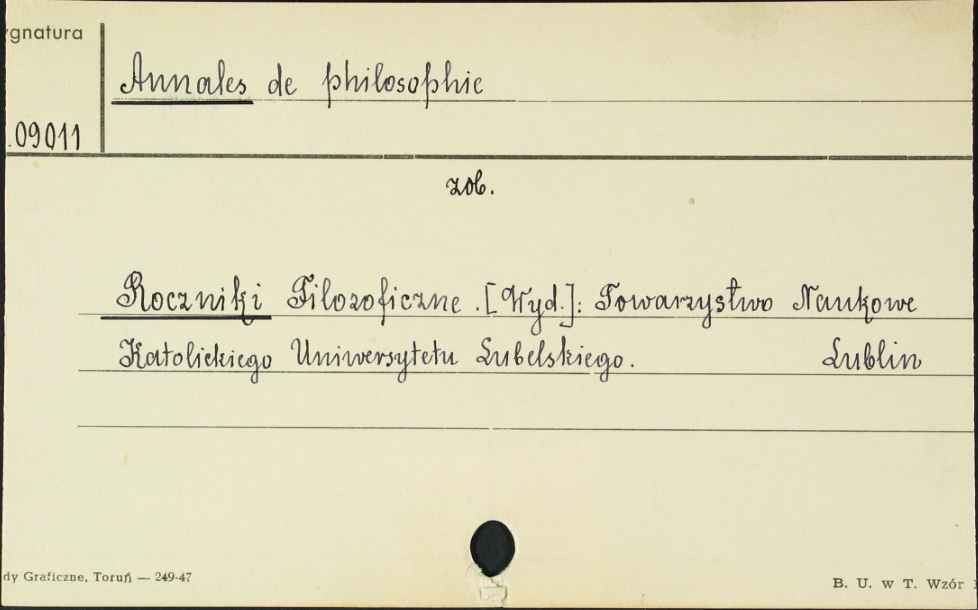 ygnatura
Annales de philosophie
.09011
zob.
Roczniki Filozoficzne. [Wyd.]: Towarzystwo Naukowe
Katolickiego Uniwersytetu Lubelskiego. Lublin
dy Graficzne, Toruń — 249-47
B. U. w T. Wzór